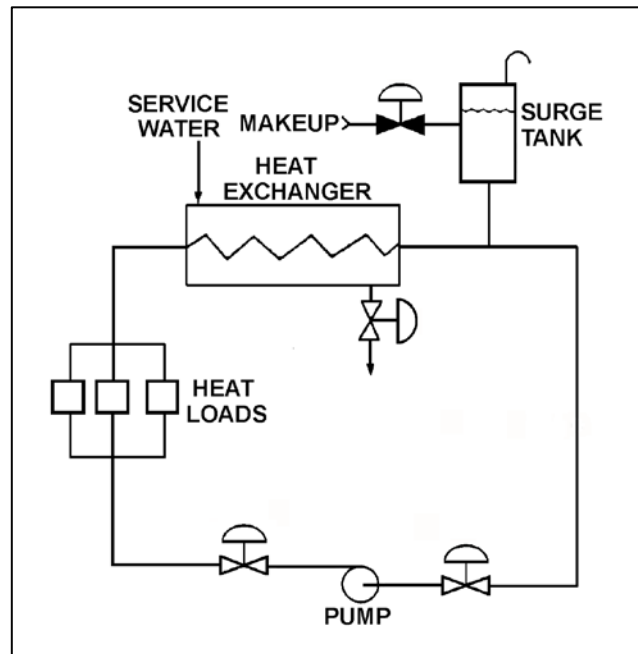 SERVICE
WATER
MAKEUP
SURGE
TANK
HEAT
EXCHANGER
HEAT
LOADS
PUMP